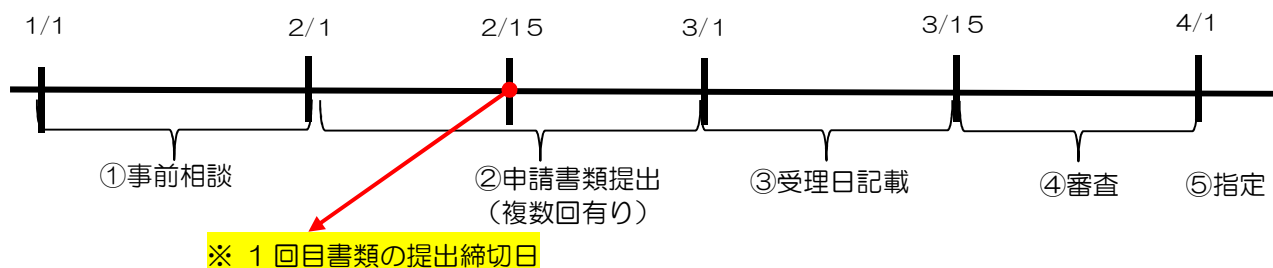 1/1 2/1 2/15 3/1 3/15 4/1
①事前相談 ②申請書類提出 ③受理日記載 ④審査 ⑤指定
（複数回有り）
※ 1回目書類の提出締切日